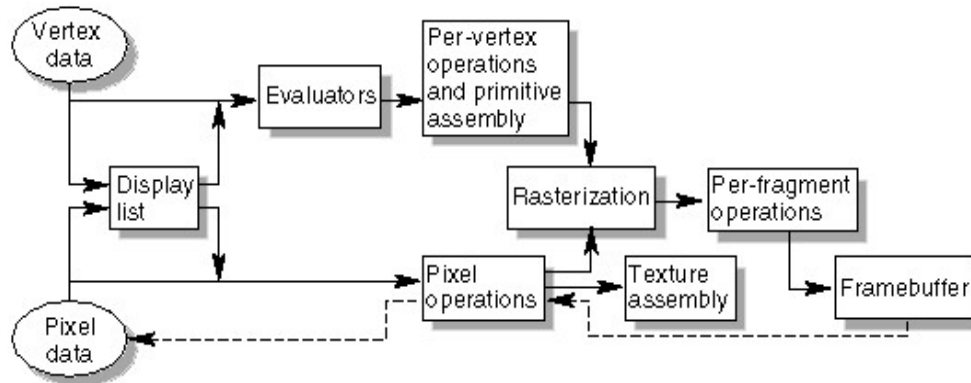 Vertex
data
Evaluators
Per-vertex
operations
and primitive
assembly
Display
list
Rasterization
Per-fragment
operations
Pixel
operations
Texture
assembly
Framebuffer
Pixel
data